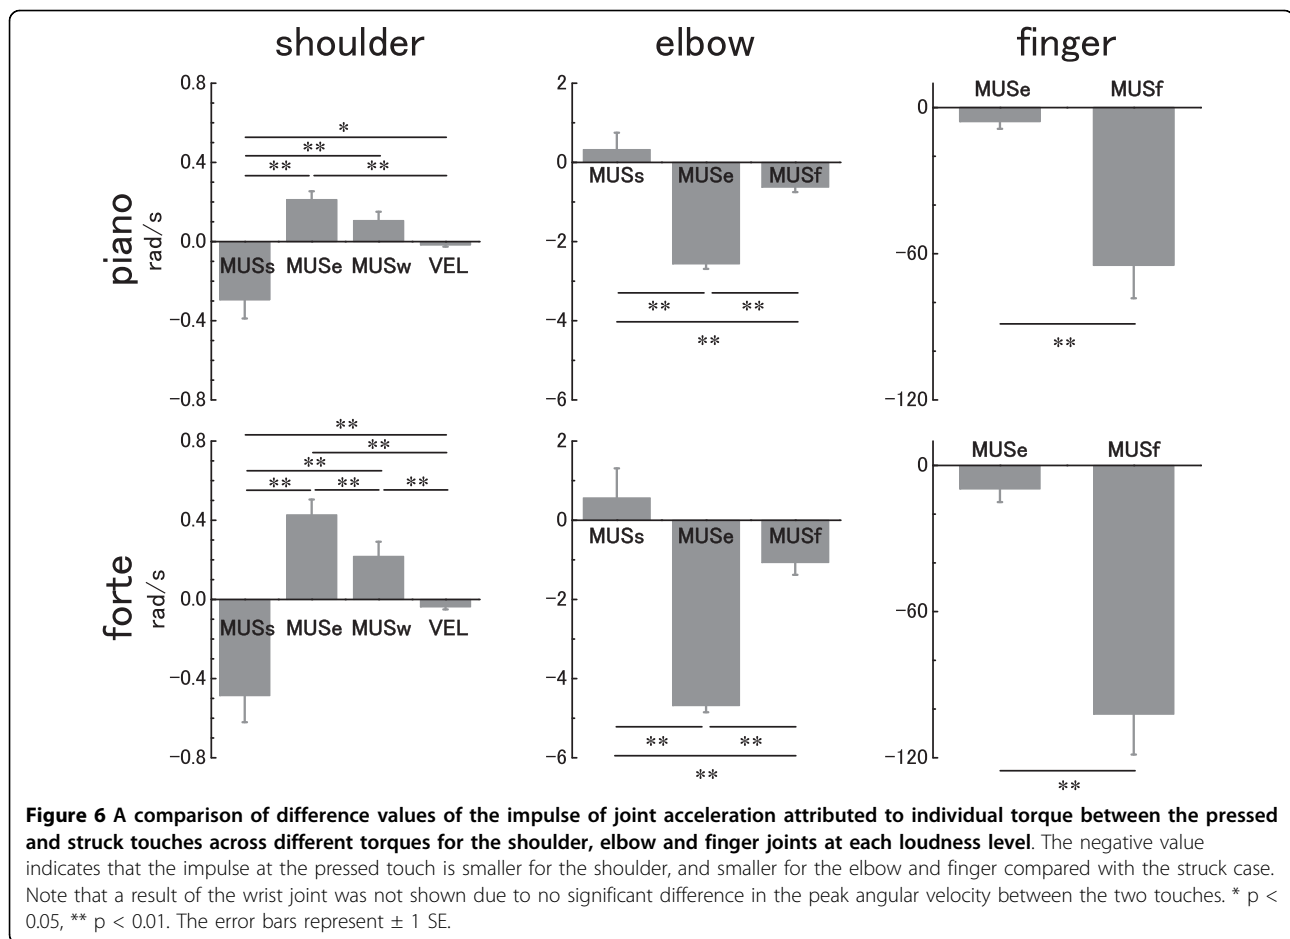 shoulder elbow finger
piano
rad/s
0.8
0.4
0.0
−0.4
−0.8
*
**
** **
MUSs MUSe MUSw VEL
2
0
−2
−4
−6
MUSs MUSe MUSf
** **
**
0
−60
−120
MUSe MUSf
**
forte
rad/s
0.8
0.4
0.0
−0.4
−0.8
**
**
**
** ** **
MUSs MUSe MUSw VEL
2
0
−2
−4
−6
MUSs MUSe MUSf
** **
**
0
−60
−120
MUSe MUSf
**
Figure 6 A comparison of difference values of the impulse of joint acceleration attributed to individual torque between the pressed
and struck touches across different torques for the shoulder, elbow and finger joints at each loudness level. The negative value
indicates that the impulse at the pressed touch is smaller for the shoulder, and smaller for the elbow and finger compared with the struck case.
Note that a result of the wrist joint was not shown due to no significant difference in the peak angular velocity between the two touches. * p <
0.05, ** p < 0.01. The error bars represent ± 1 SE.